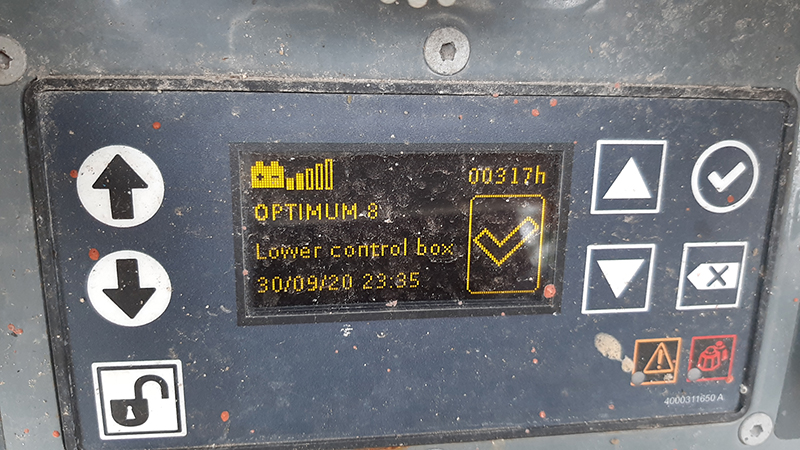 00317h
OPTIMUM 8
Lower control box
30/09/20 23:35
4000311650 A